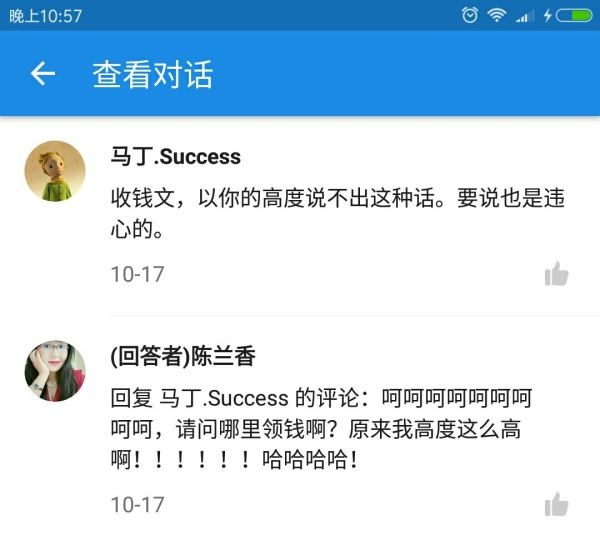 晚上10:57
查看对话
马丁.Success
收钱文，以你的高度说不出这种话。要说也是违
心的。
10-17
(回答者)陈兰香
回复 马丁.Success 的评论：呵呵呵呵呵呵呵
呵呵，请问哪里领钱啊？原来我高度这么高
啊！！！！！！哈哈哈哈！
10-17